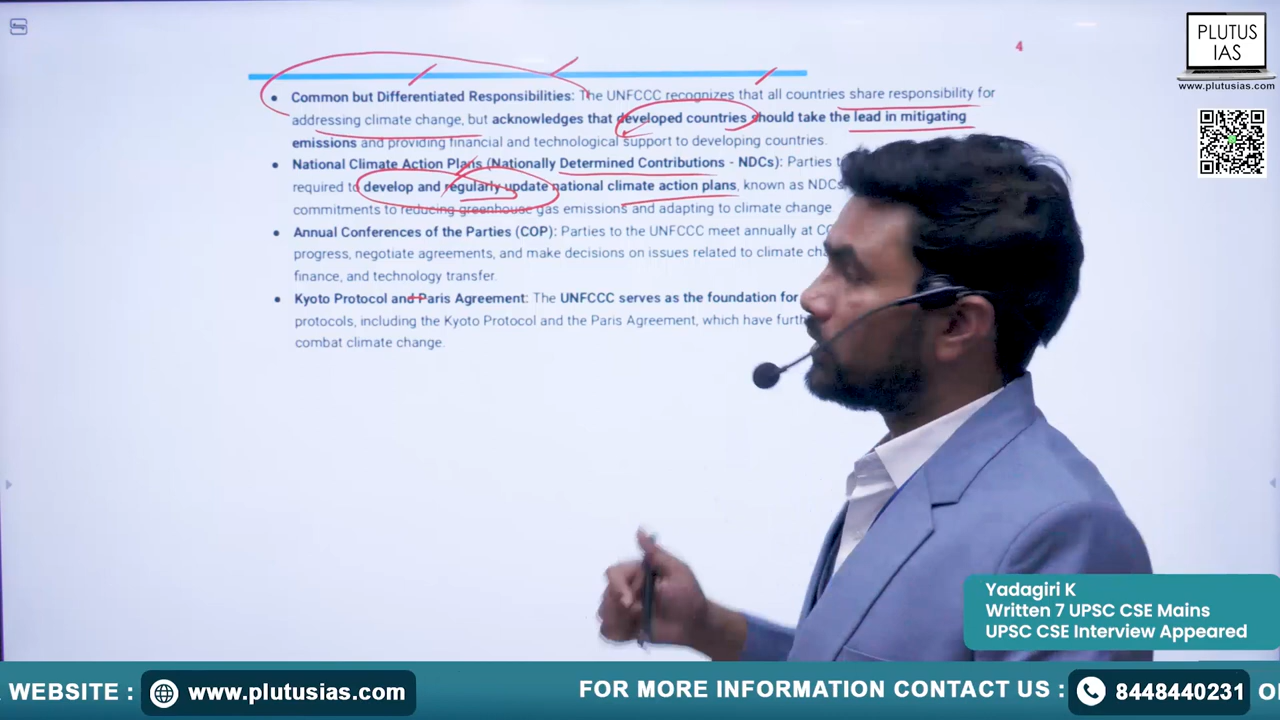 PLUTUS
IAS
www.plutusias.com
4
• Common but Differentiated Responsibilities: The UNFCCC recognizes that all countries share responsibility for
addressing climate change, but acknowledges that developed countries should take the lead in mitigating
emissions and providing financial and technological support to developing countries.
• National Climate Action Plans (Nationally Determined Contributions - NDCs): Parties
required to develop and regularly update national climate action plans, known as NDCs
commitments to reducing greenhouse gas emissions and adapting to climate change
• Annual Conferences of the Parties (COP): Parties to the UNFCCC meet annually at
progress, negotiate agreements, and make decisions on issues related to climate
finance, and technology transfer.
• Kyoto Protocol and Paris Agreement: The UNFCCC serves as the foundation for
protocols, including the Kyoto Protocol and the Paris Agreement, which have
combat climate change.
Yadagiri K
Written 7 UPSC CSE Mains
UPSC CSE Interview Appeared
WEBSITE : www.plutusias.com FOR MORE INFORMATION CONTACT US : 8448440231